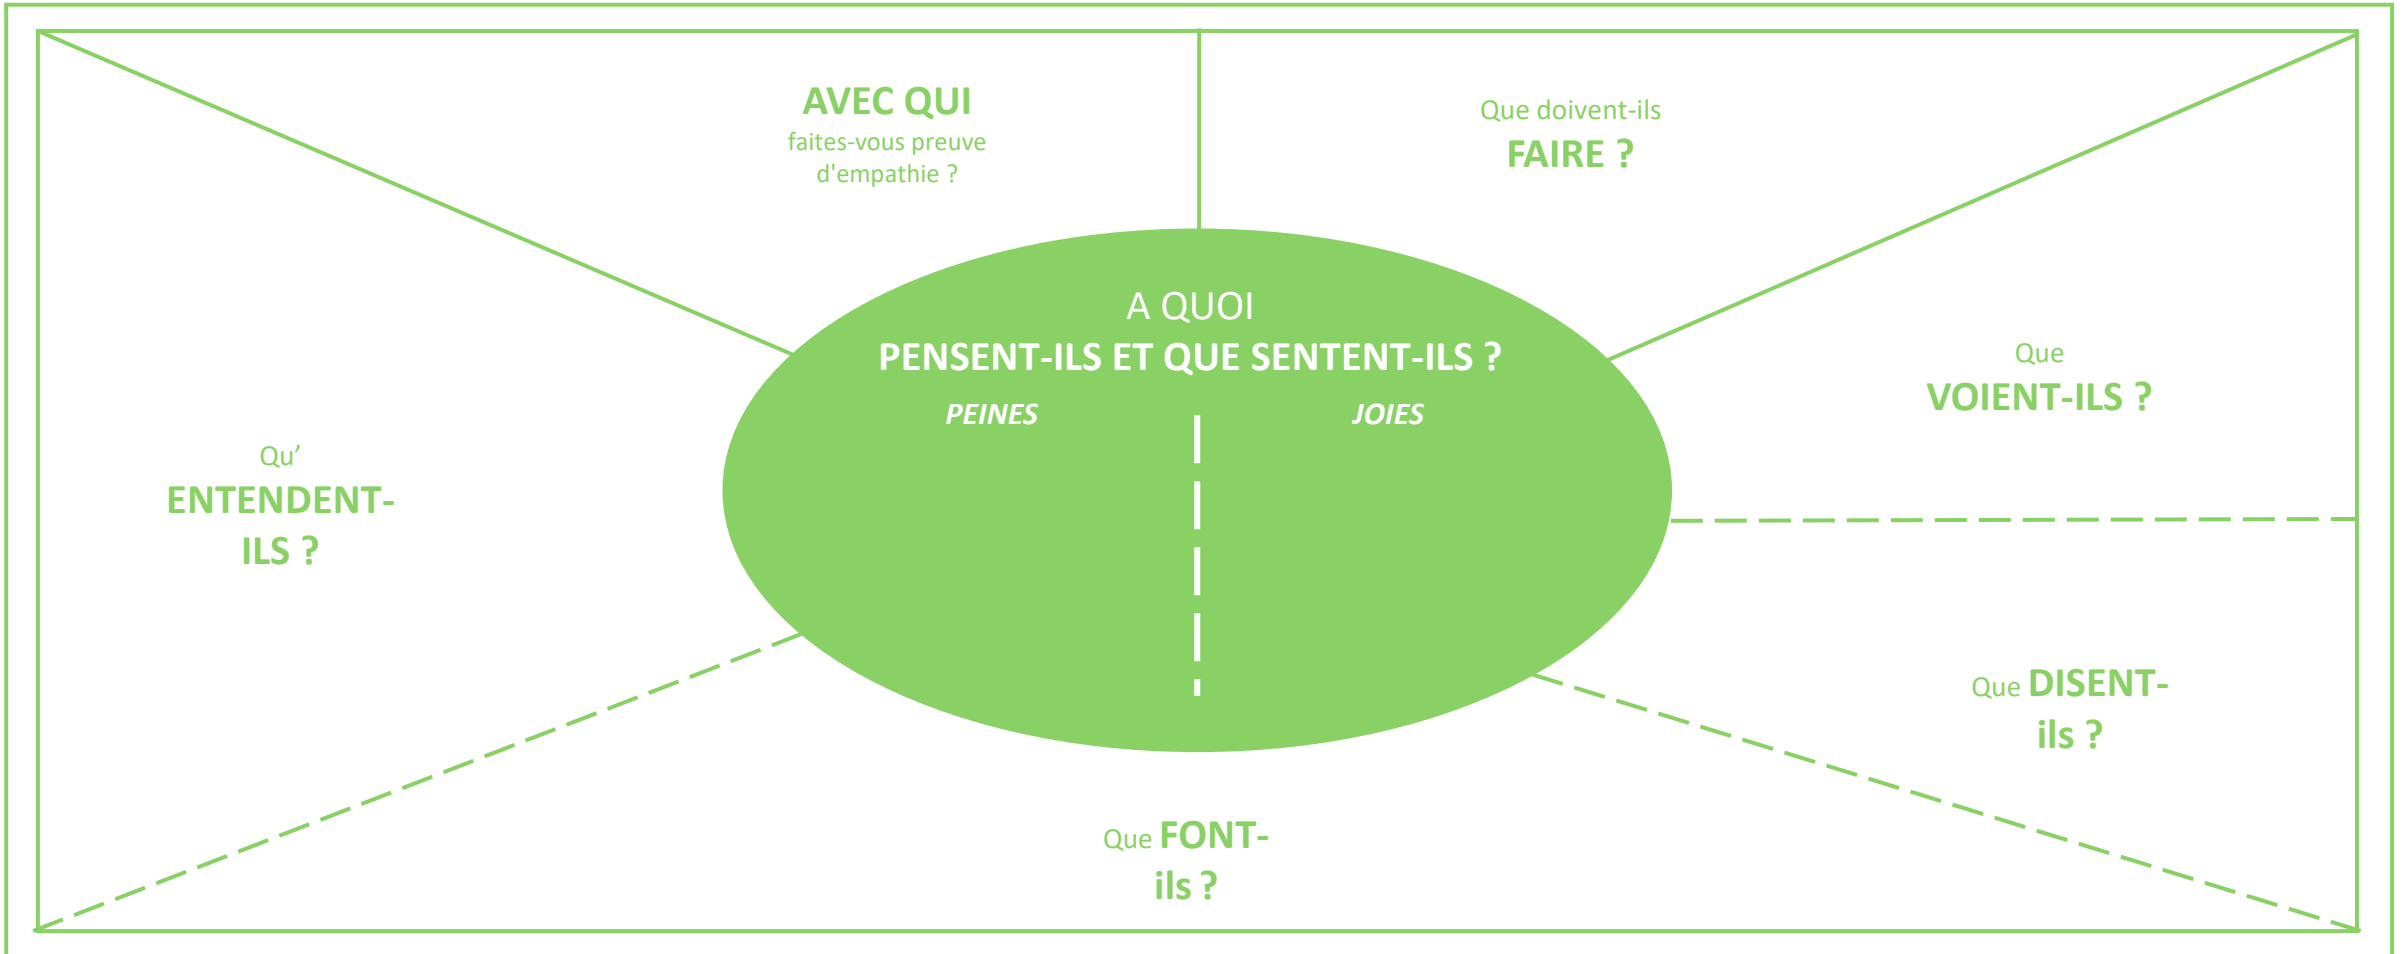 AVEC QUI
faites-vous preuve
d'empathie ?
Que doivent-ils
FAIRE ?
A QUOI
PENSENT-ILS ET QUE SENTENT-ILS ?
PEINES
JOIES
Que
VOIENT-ILS ?
Qu’
ENTENDENT-
ILS ?
Que DISENT-
ils ?
Que FONT-
ils ?